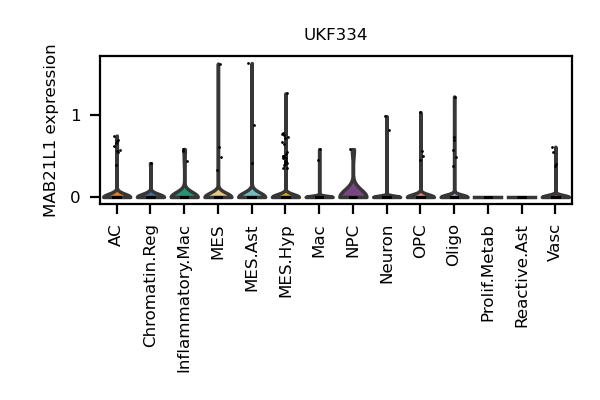 UKF334
MAB21L1 expression
1
0
AC
Chromatin.Reg
Inflammatory.Mac
MES
MES.Ast
MES.Hyp
Mac
NPC
Neuron
OPC
Oligo
Prolif.Metab
Reactive.Ast
Vasc